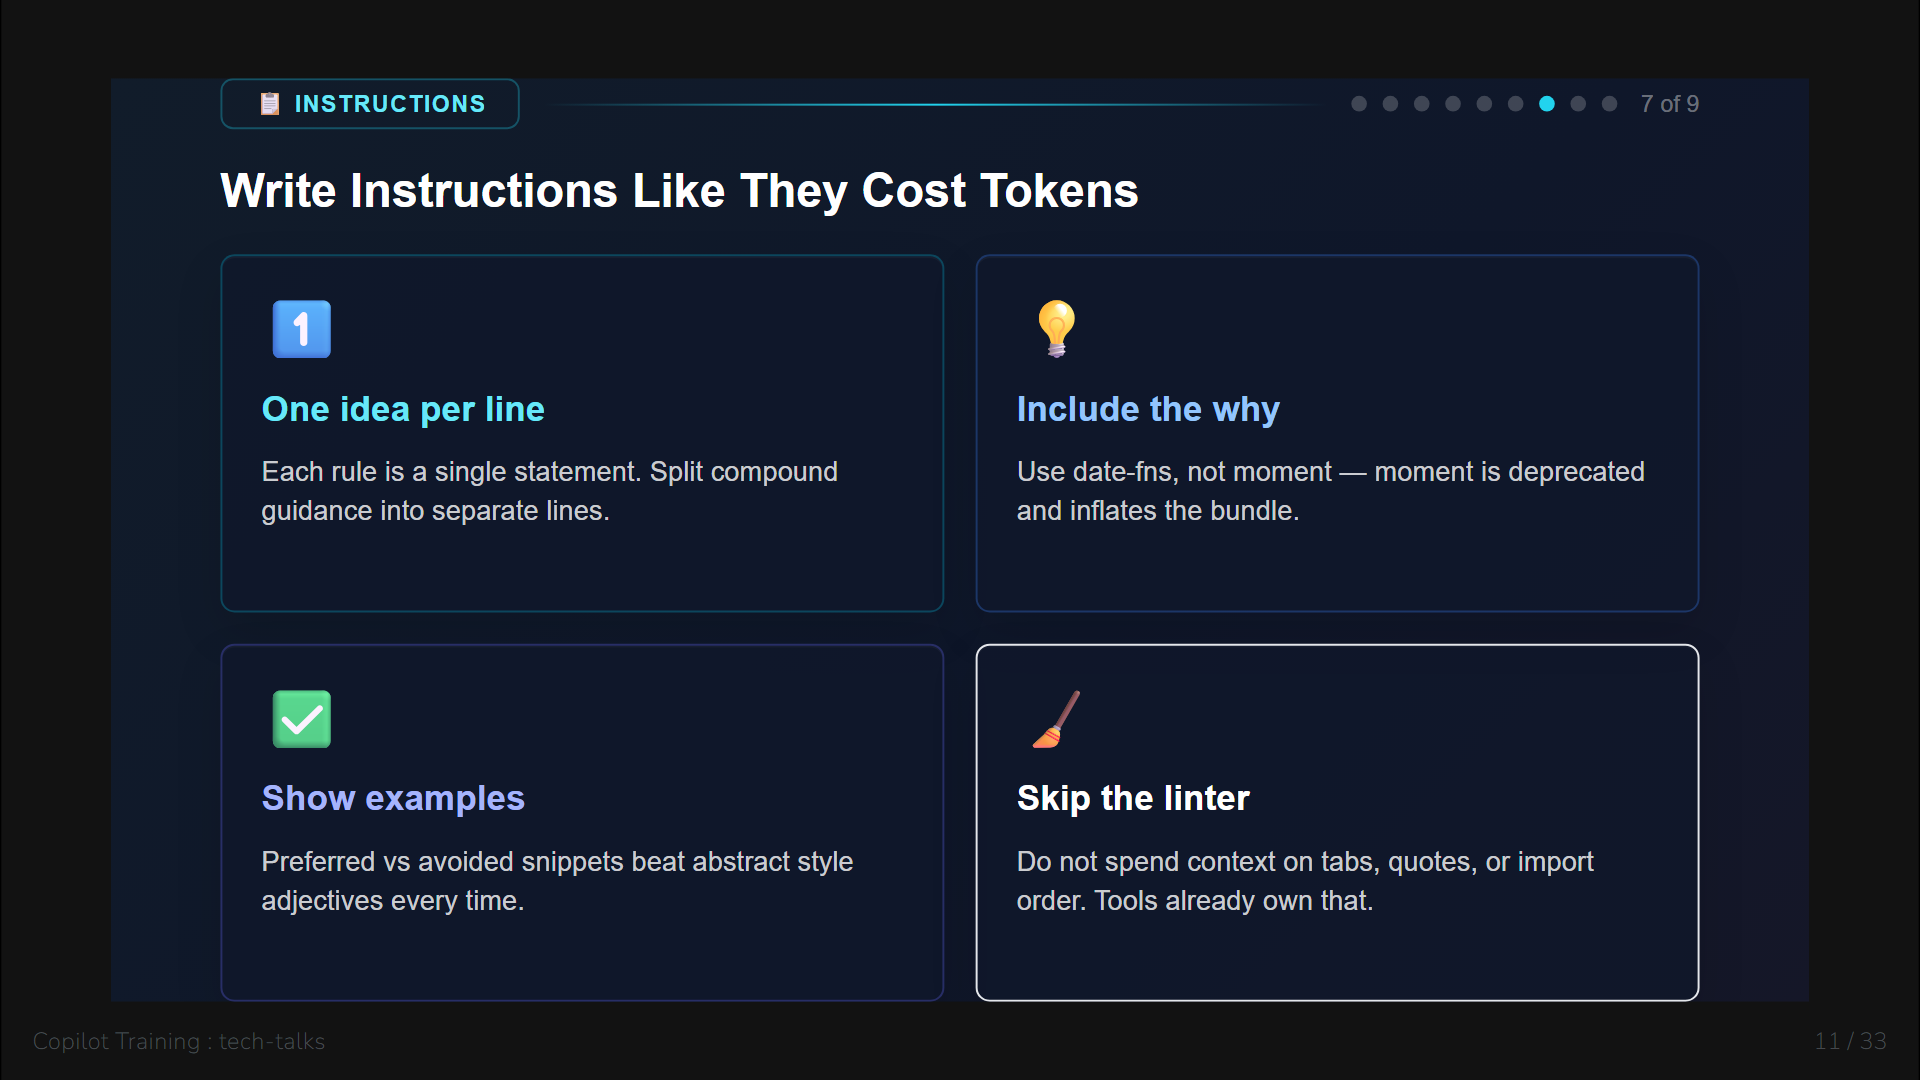 INSTRUCTIONS
7 of 9
Write Instructions Like They Cost Tokens
1
One idea per line
Each rule is a single statement. Split compound
guidance into separate lines.
Include the why
Use date-fns, not moment — moment is deprecated
and inflates the bundle.
Show examples
Preferred vs avoided snippets beat abstract style
adjectives every time.
Skip the linter
Do not spend context on tabs, quotes, or import
order. Tools already own that.
Copilot Training : tech-talks
11 / 33